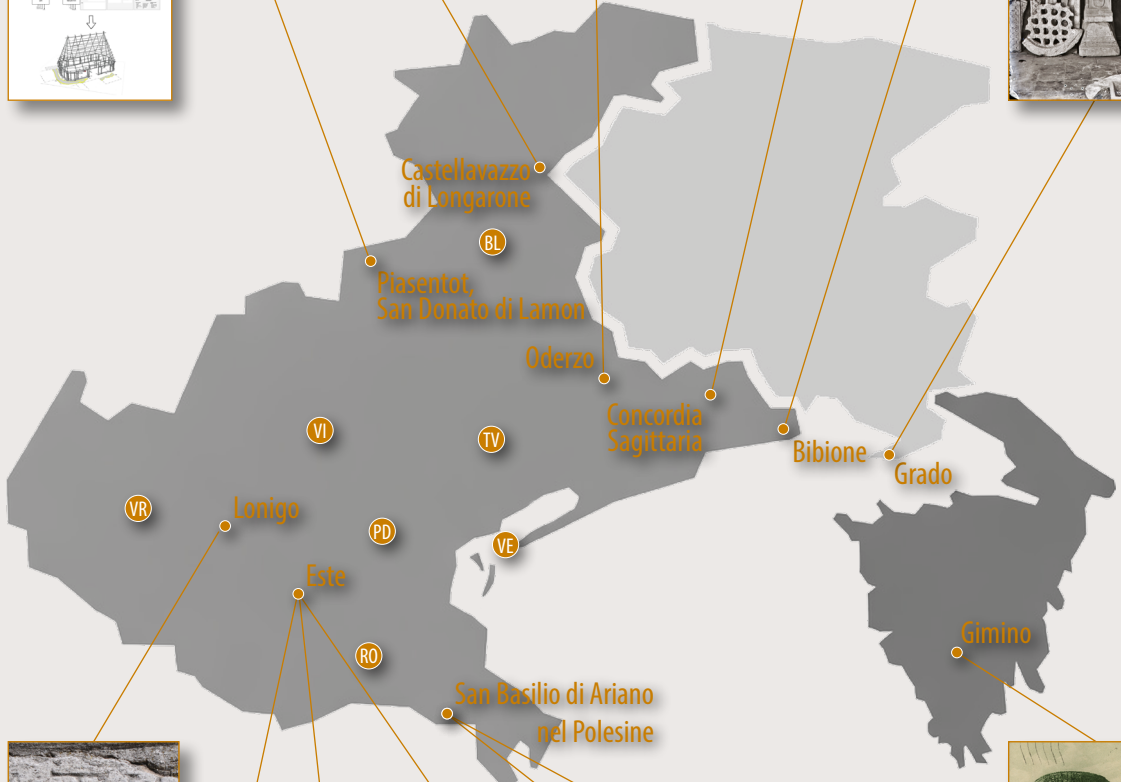 Castellavazzo
di Longarone
BL
Piasentot,
San Donato di Lamon
Oderzo
Concordia
Sagittaria
Bibione
Grado
VI
TV
VR
Lonigo
PD
VE
Este
RO
San Basilio di Ariano
nel Polesine
Gimino